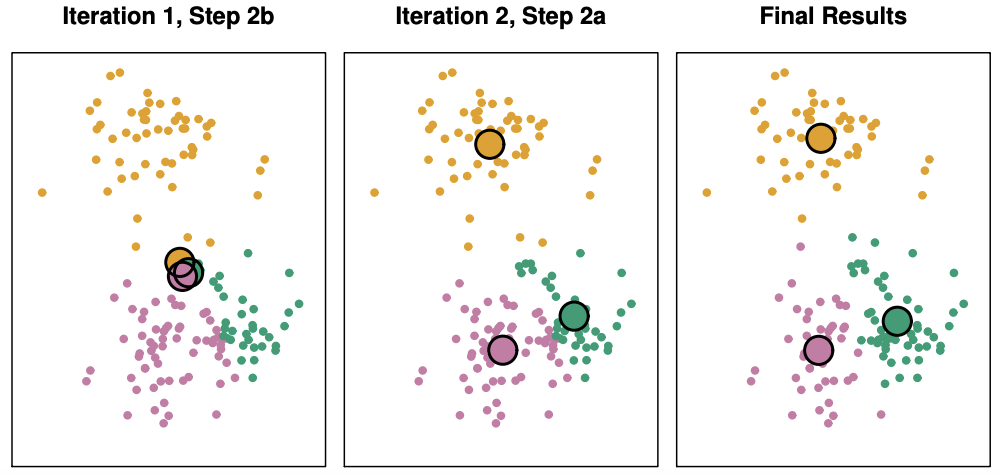 Iteration 1, Step 2b
Iteration 2, Step 2a
Final Results